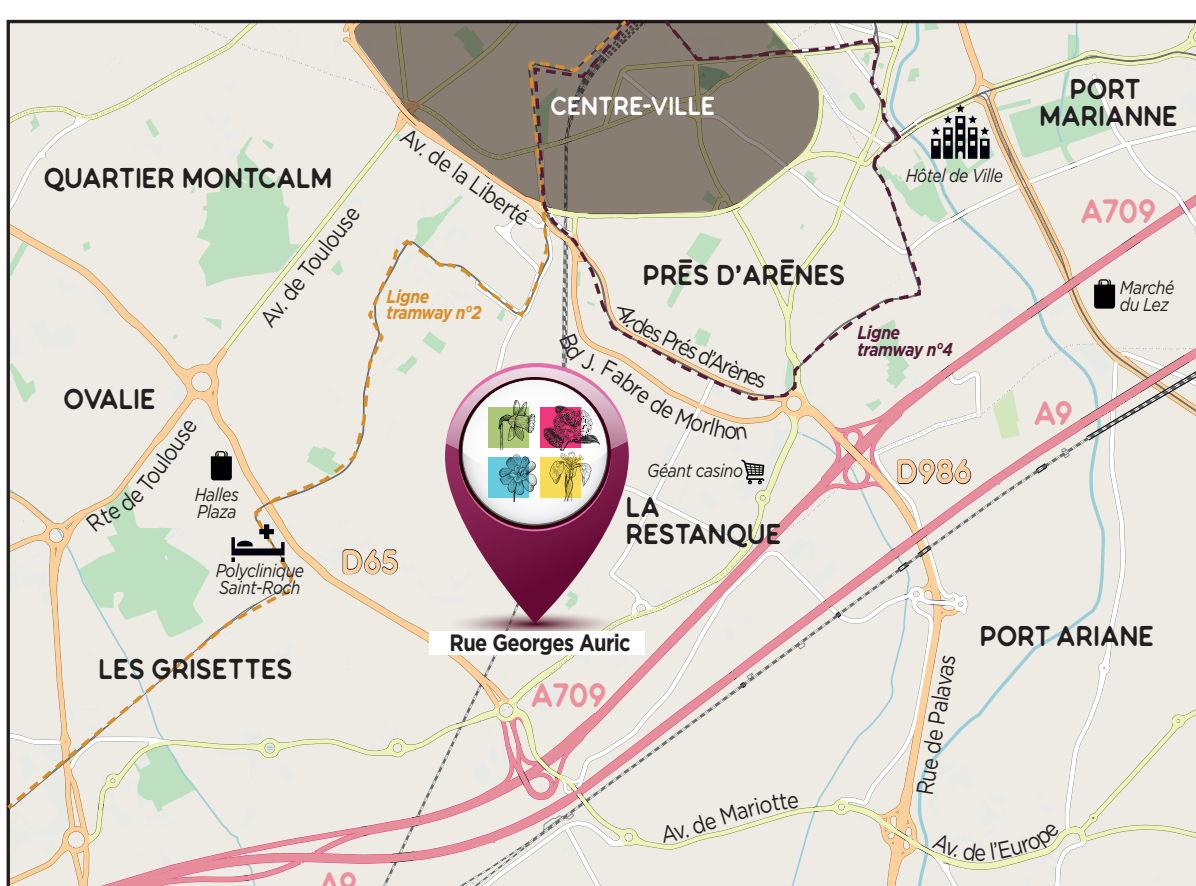 CENTRE-VILLE
PORT
MARIANNE
Hôtel de Ville
QUARTIER MONTCALM
Av. de la Liberté
A709
Av. de Toulouse
PRĒS D'ARĒNES
Marché
du Lez
Ligne
tramway n°2
Av. des Prés d'Arènes
Ligne
tramway n°4
Bd J. Fabre de Morlhon
OVALIE
A9
Rte de Toulouse
Halles
Plaza
Géant casino
D986
LA
RESTANQUE
Polyclinique
Saint-Roch
D65
Rue Georges Auric
PORT ARIANE
LES GRISETTES
A709
Rue de Palavas
Av. de Mariotte
Av. de l'Europe
A9